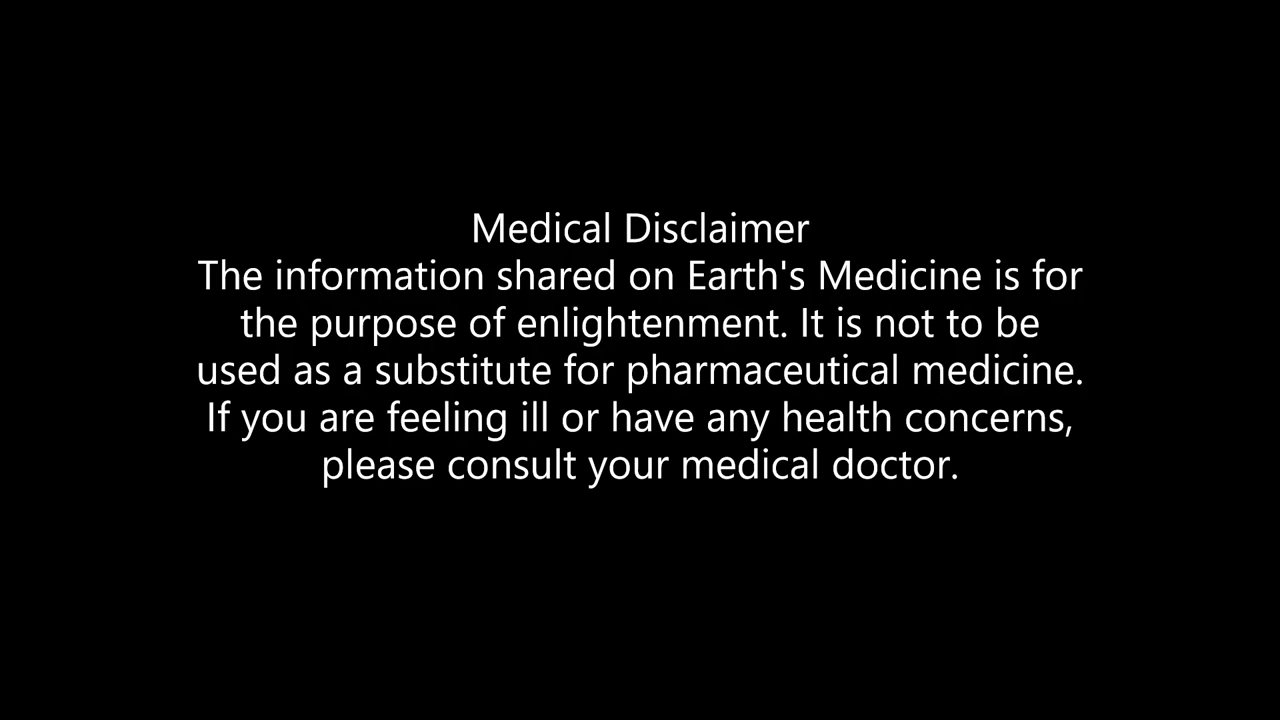 Medical Disclaimer
The information shared on Earth's Medicine is for
the purpose of enlightenment. It is not to be
used as a substitute for pharmaceutical medicine.
If you are feeling ill or have any health concerns,
please consult your medical doctor.